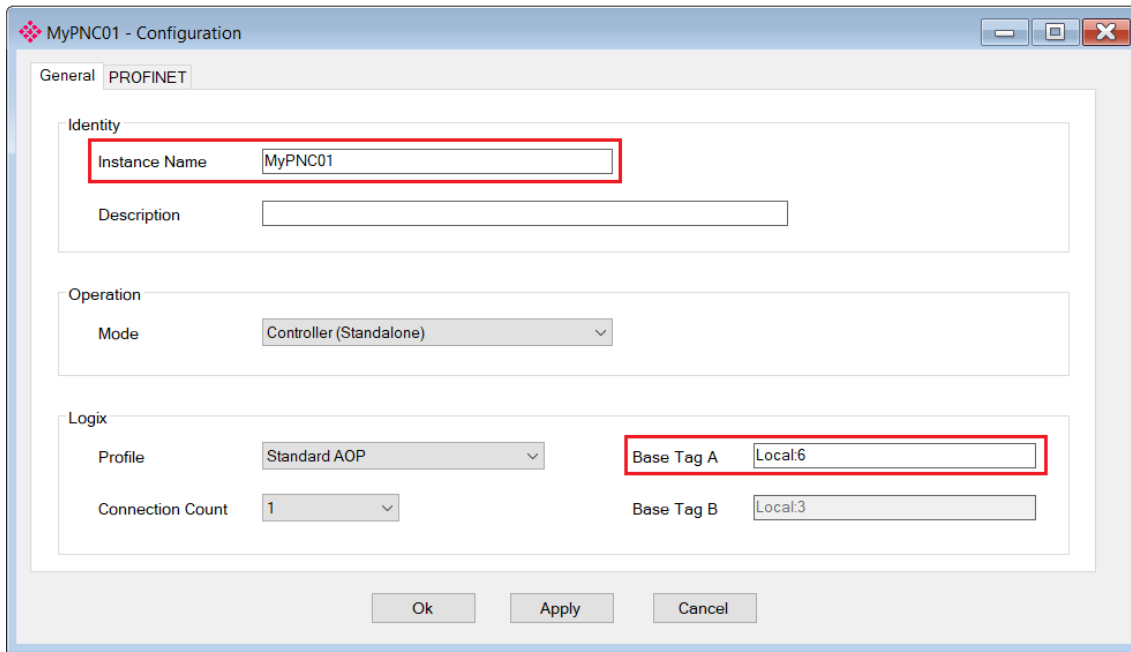 MyPNC01 - Configuration
General PROFINET
Identity
Instance Name MyPNC01
Description
Operation
Mode Controller (Standalone)
Logix
Profile Standard AOP Base Tag A Local:6
Connection Count 1 Base Tag B Local:3
Ok Apply Cancel